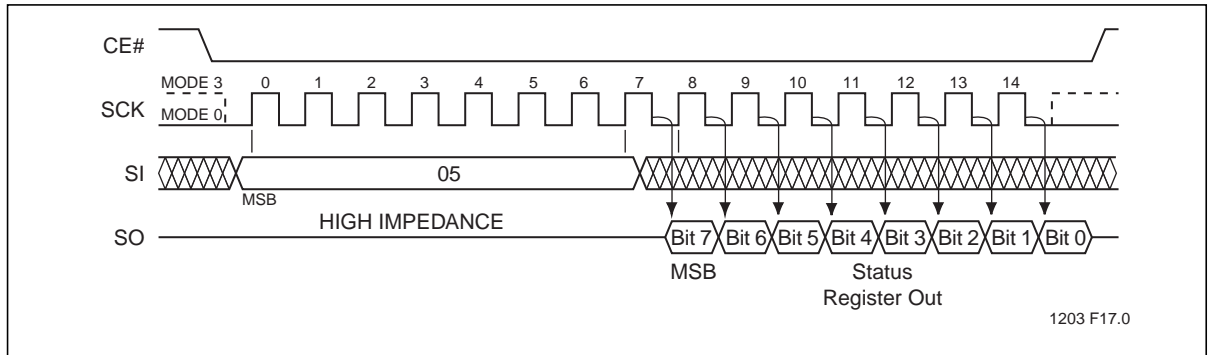 CE#
MODE 3 0 1 2 3 4 5 6 7 8 9 10 11 12 13 14
SCK
MODE 0
SI 05
MSB
HIGH IMPEDANCE
SO Bit 7 Bit 6 Bit 5 Bit 4 Bit 3 Bit 2 Bit 1 Bit 0
MSB Status
Register Out
1203 F17.0